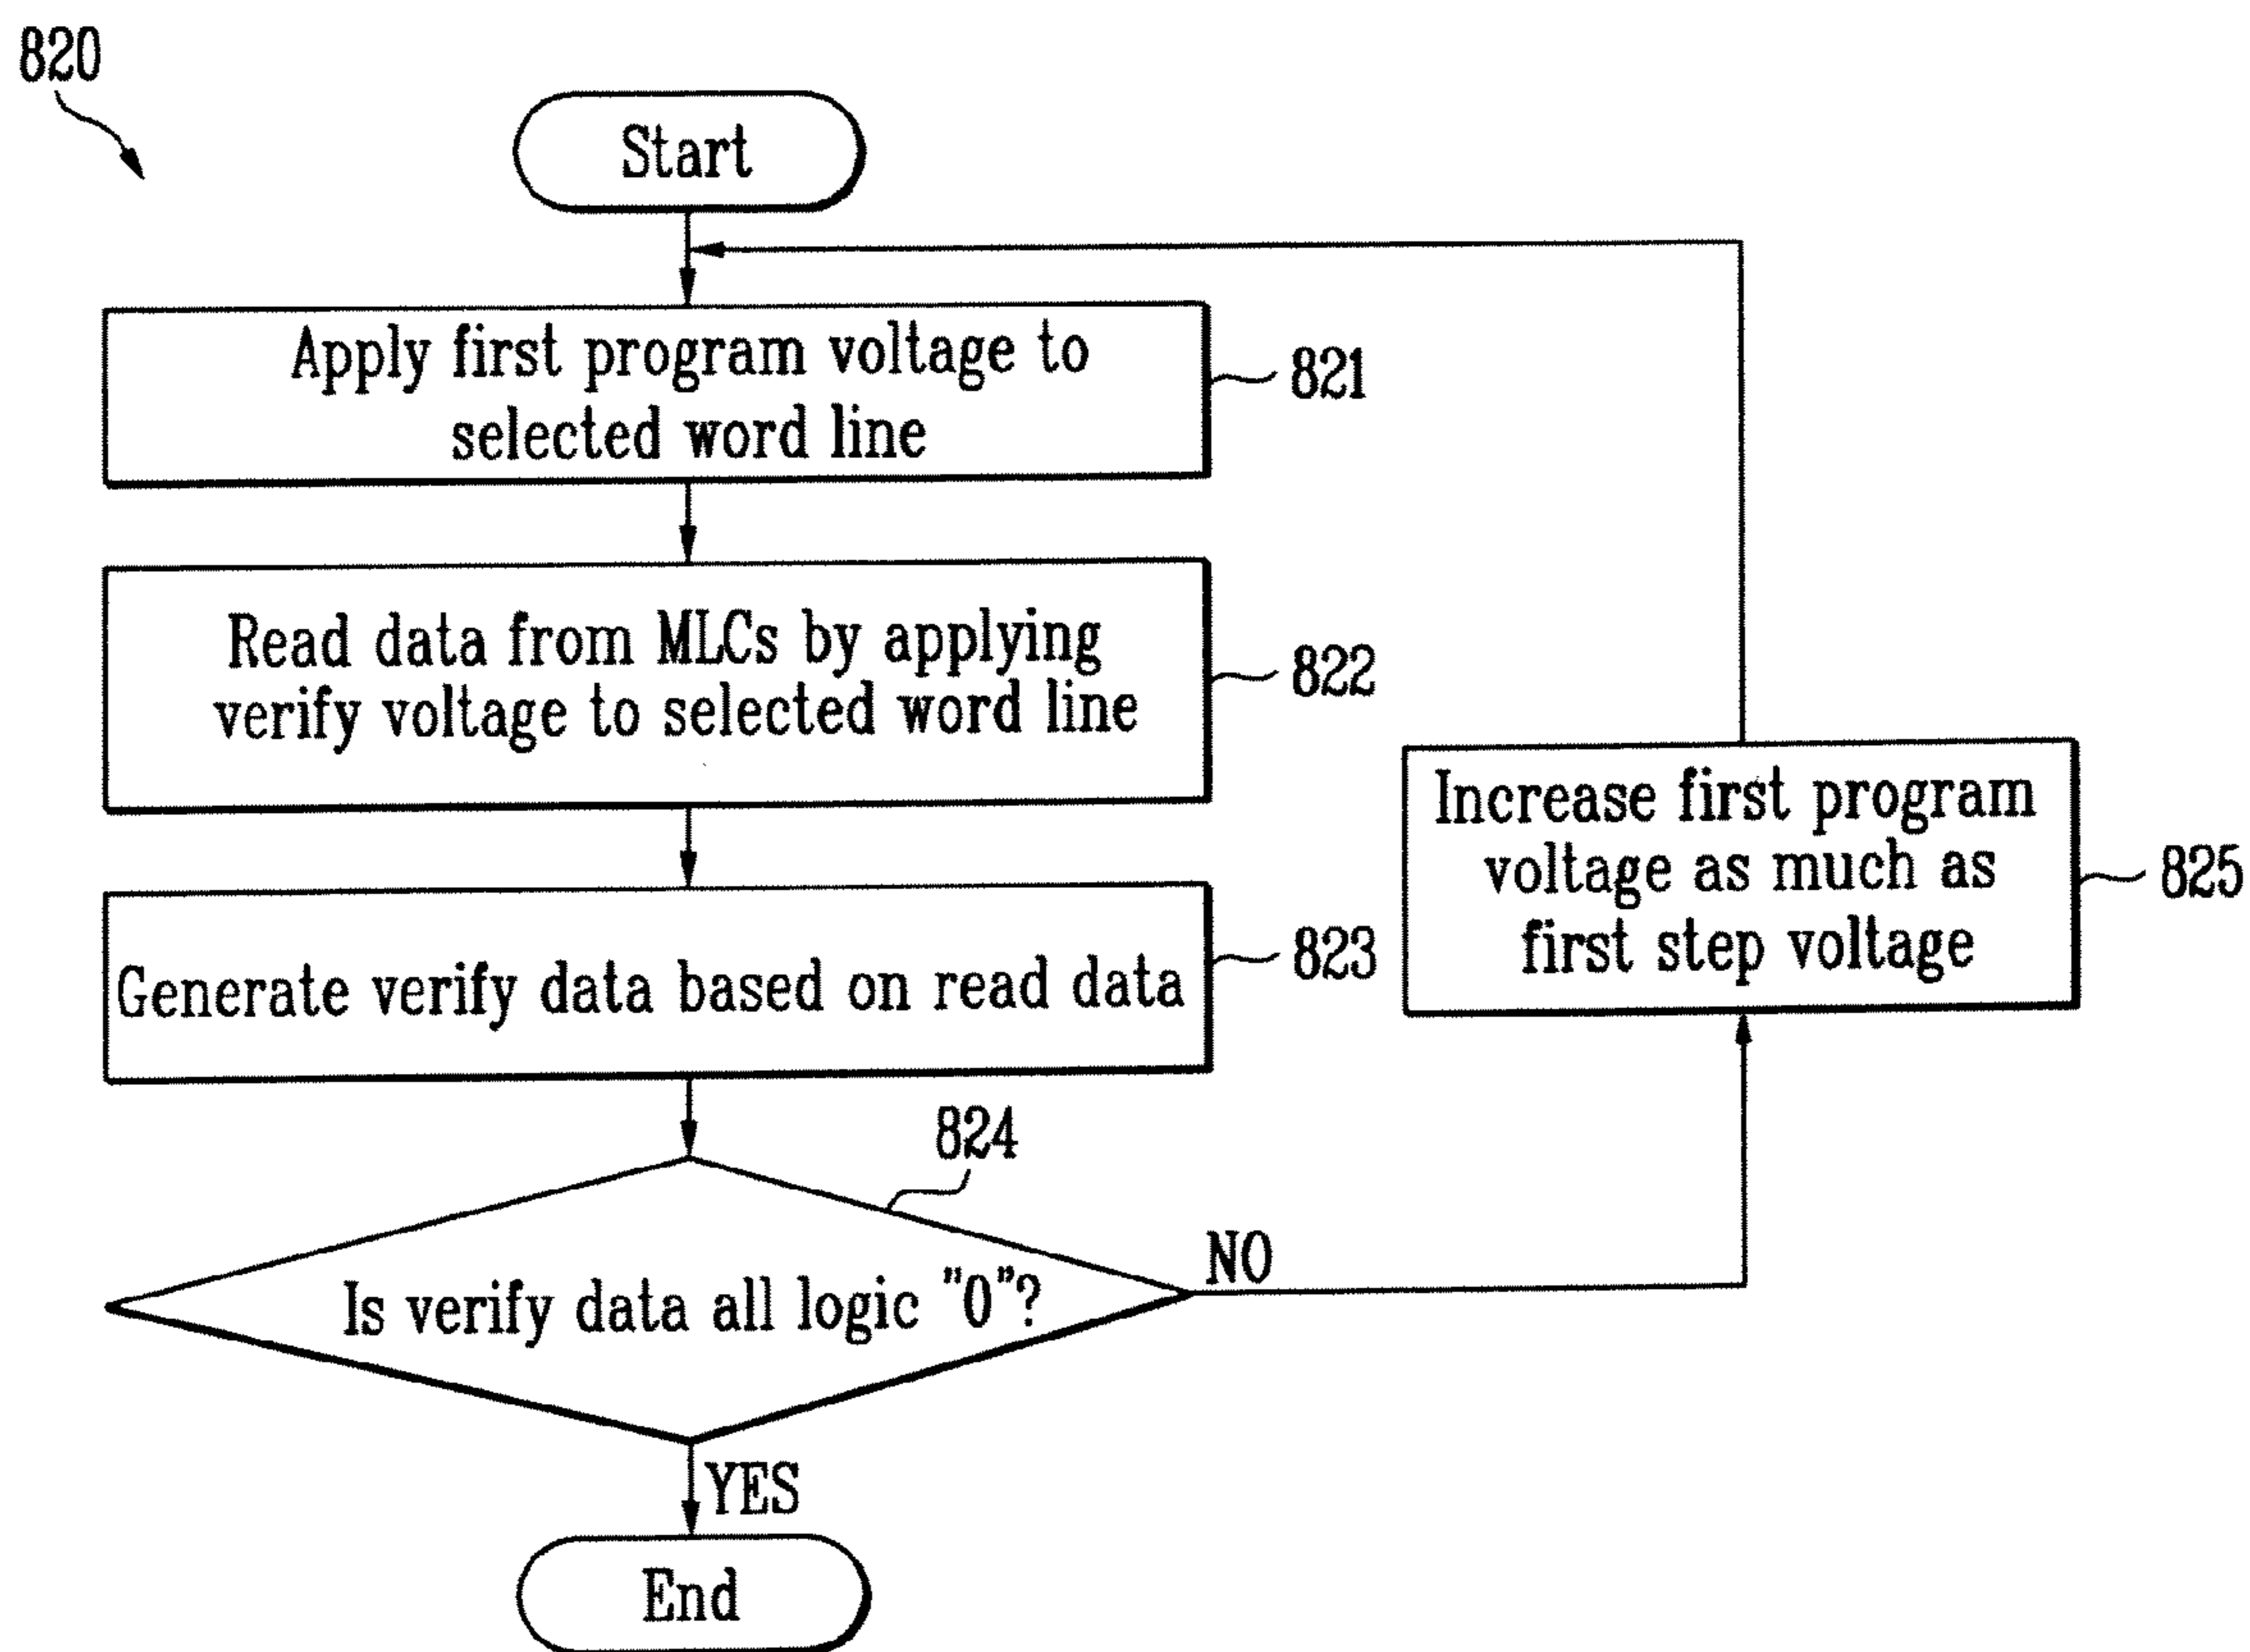 820
Start
Apply first program voltage to
selected word line
821
Read data from MLCs by applying
verify voltage to selected word line
822
Generate verify data based on read data
823
824
Is verify data all logic "0"?
NO
Increase first program
voltage as much as
first step voltage
825
YES
End